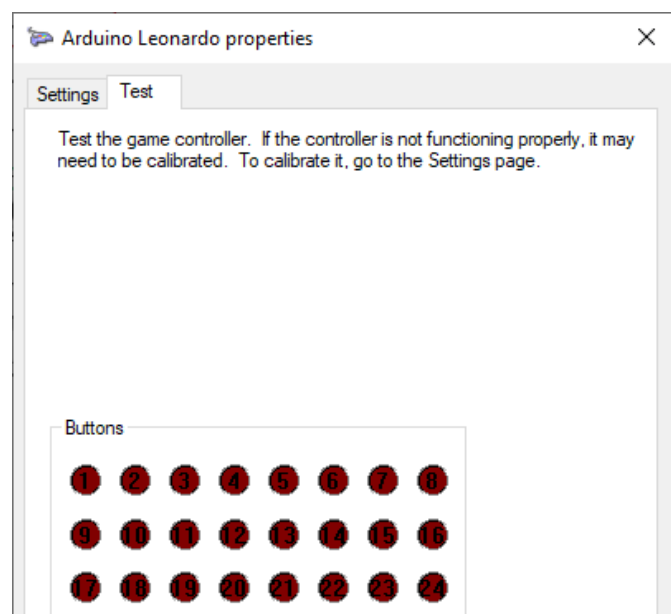 Arduino Leonardo properties
Settings Test
Test the game controller. If the controller is not functioning properly, it may
need to be calibrated. To calibrate it, go to the Settings page.
Buttons
1 2 3 4 5 6 7 8
9 10 11 12 13 14 15 16
17 18 19 20 21 22 23 24